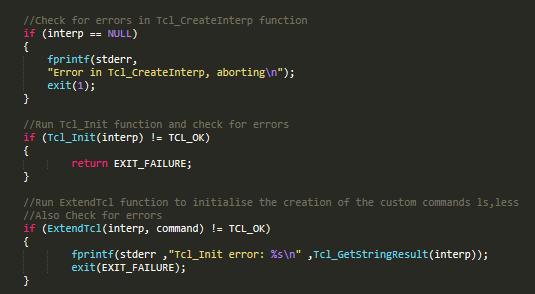 //Check for errors in Tcl_CreateInterp function
if (interp == NULL)
{
fprintf(stderr,
"Error in Tcl_CreateInterp, aborting\n");
exit(1);
}
//Run Tcl_Init function and check for errors
if (Tcl_Init(interp) != TCL_OK)
{
return EXIT_FAILURE;
}
//Run ExtendTcl function to initialise the creation of the custom commands ls,less
//Also Check for errors
if (ExtendTcl(interp, command) != TCL_OK)
{
fprintf(stderr ,"Tcl_Init error: %s\n" ,Tcl_GetStringResult(interp));
exit(EXIT_FAILURE);
}